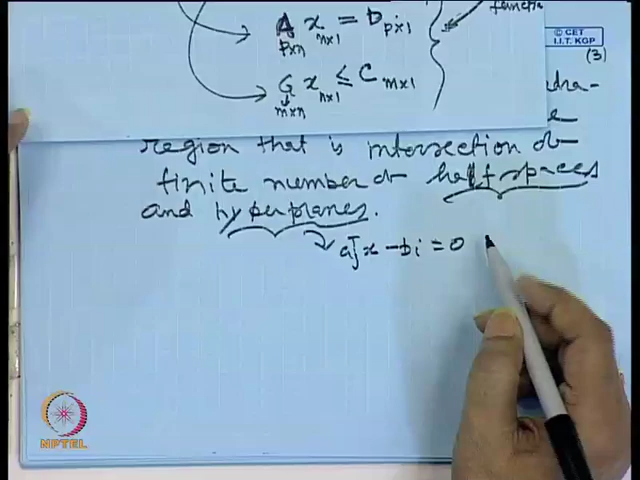 functio
A x = b
pxn nx1 px1
G x ≤ C
mxn nx1 mx1
© CET
I.I.T. KGP
(3)
region that is intersection of
finite number of half spaces
and hyperplanes.
x - bi = 0
NPTEL